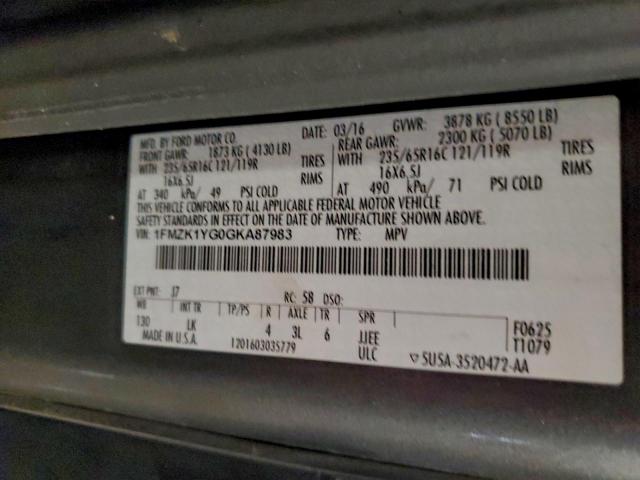 MFD. BY FORD MOTOR CO. DATE: 03/16 GVWR: 3878 KG ( 8550 LB)
FRONT GAWR: 1873 KG ( 4130 LB) REAR GAWR: 2300 KG ( 5070 LB)
WITH 235/65R16C 121/119R TIRES WITH 235/65R16C 121/119R TIRES
16X6.5J RIMS 16X6.5J RIMS
AT 340 kPa/ 49 PSI COLD AT 490 kPa/ 71 PSI COLD
THIS VEHICLE CONFORMS TO ALL APPLICABLE FEDERAL MOTOR VEHICLE
SAFETY STANDARDS IN EFFECT ON THE DATE OF MANUFACTURE SHOWN ABOVE.
VIN: 1FMZK1YG0GKA87983 TYPE: MPV
EXT PNT: J7 RC: 58 DSO:
WB INT TR TP/PS R AXLE TR SPR
130 LK 4 3L 6 JJEE F0625
MADE IN U.S.A. 1201603035779 ULC T1079
▽ 5U5A-3520472-AA